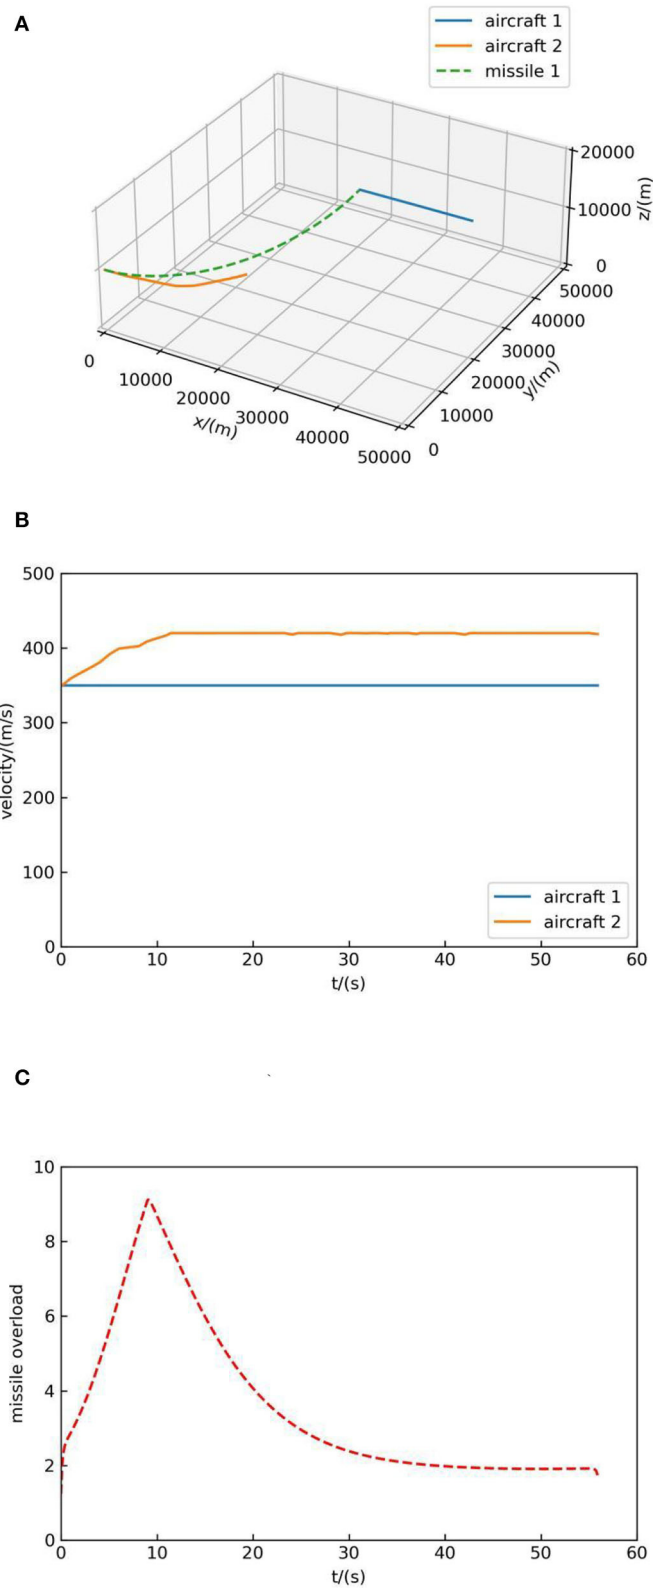 A
aircraft 1
aircraft 2
missile 1
20000
10000
0
z/(m)
50000
40000
30000
20000
10000
0
y/(m)
0
10000
20000
30000
40000
50000
x/(m)
B
500
400
300
200
100
0
velocity/(m/s)
aircraft 1
aircraft 2
0 10 20 30 40 50 60
t/(s)
C
10
8
6
4
2
0
missile overload
0 10 20 30 40 50 60
t/(s)